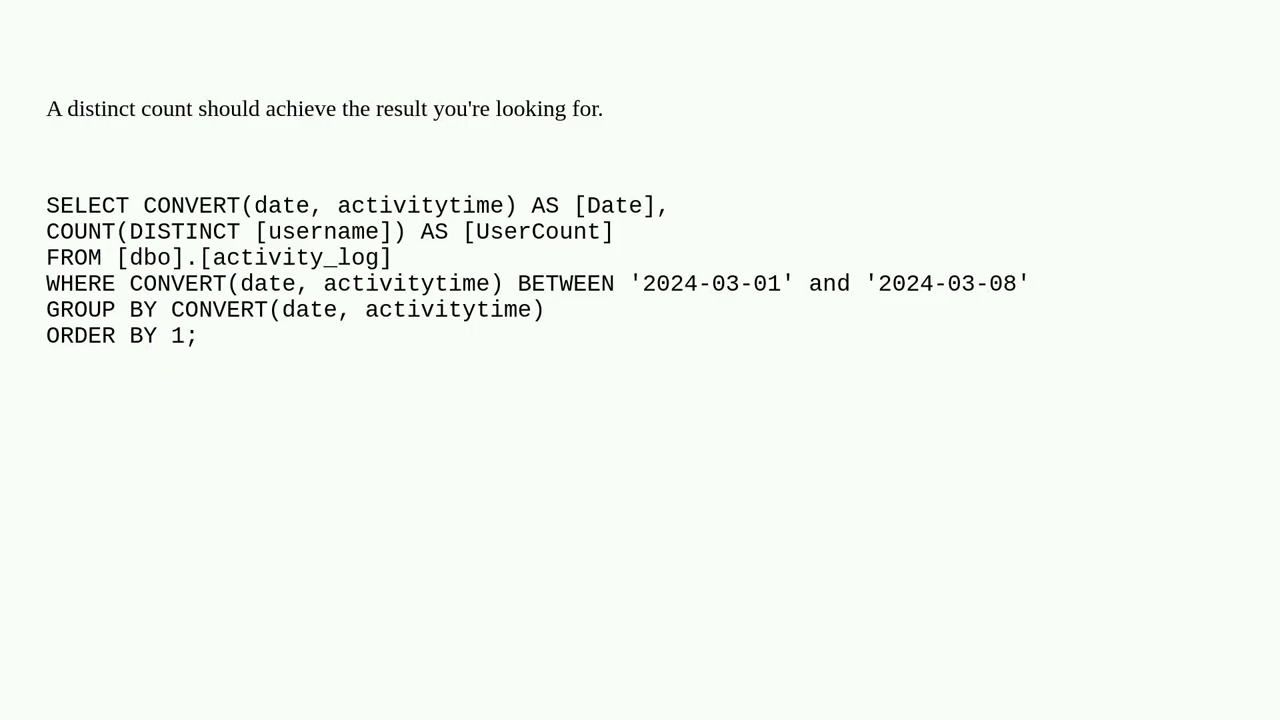 A distinct count should achieve the result you're looking for.
SELECT CONVERT(date, activitytime) AS [Date],
COUNT(DISTINCT [username]) AS [UserCount]
FROM [dbo].[activity_log]
WHERE CONVERT(date, activitytime) BETWEEN '2024-03-01' and '2024-03-08'
GROUP BY CONVERT(date, activitytime)
ORDER BY 1;